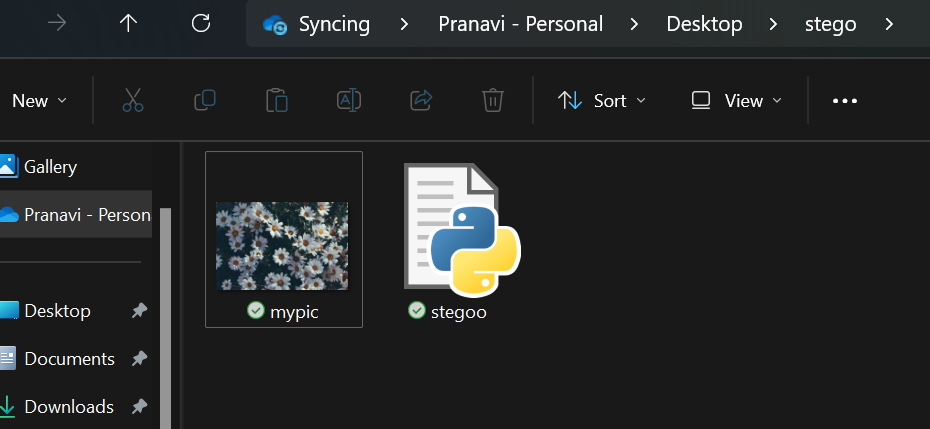 Syncing Pranavi - Personal Desktop stego
New Sort View
Gallery
Pranavi - Person
Desktop
Documents
Downloads
mypic stegoo